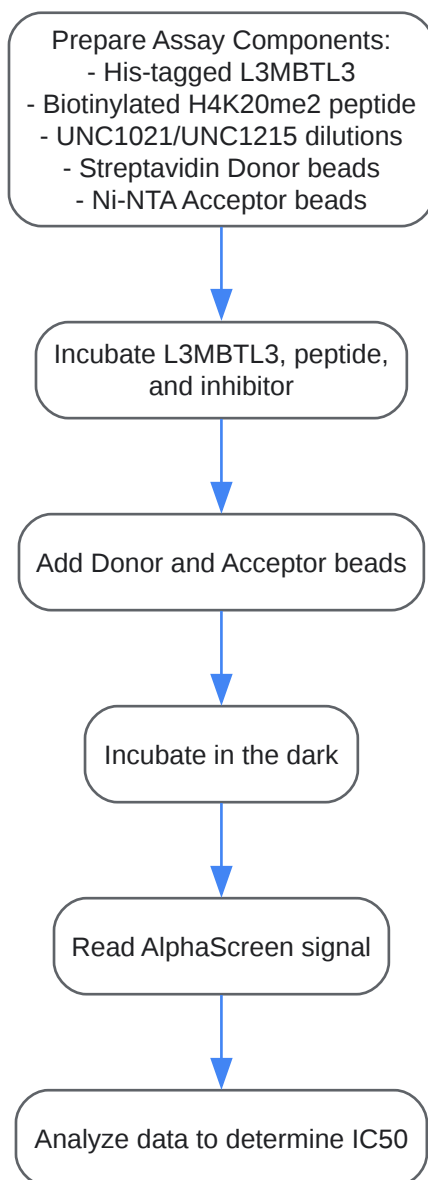 Prepare Assay Components:
- His-tagged L3MBTL3
- Biotinylated H4K20me2 peptide
- UNC1021/UNC1215 dilutions
- Streptavidin Donor beads
- Ni-NTA Acceptor beads
Incubate L3MBTL3, peptide,
and inhibitor
Add Donor and Acceptor beads
Incubate in the dark
Read AlphaScreen signal
Analyze data to determine IC50